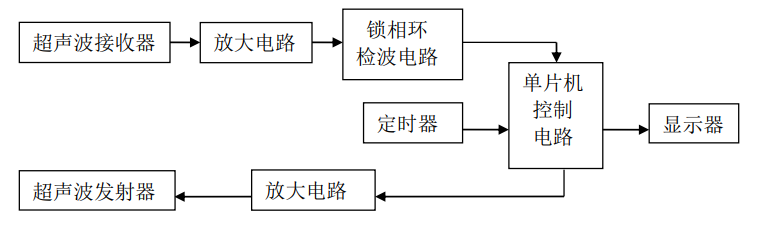 超声波接收器
放大电路
锁相环
检波电路
单片机
控制
电路
定时器
显示器
超声波发射器
放大电路